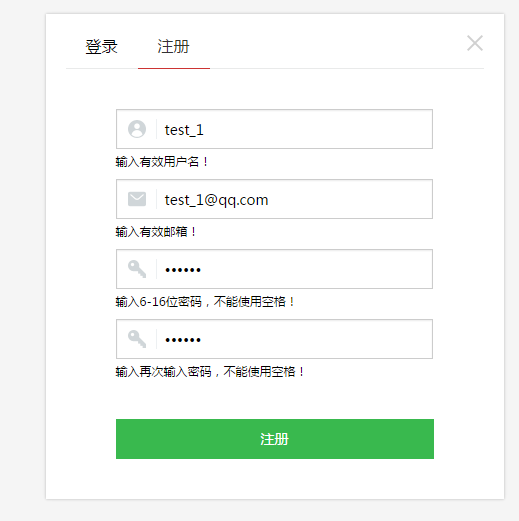 登录 注册
test_1
输入有效用户名！
test_1@qq.com
输入有效邮箱！
••••••
输入6-16位密码，不能使用空格！
••••••
输入再次输入密码，不能使用空格！
注册